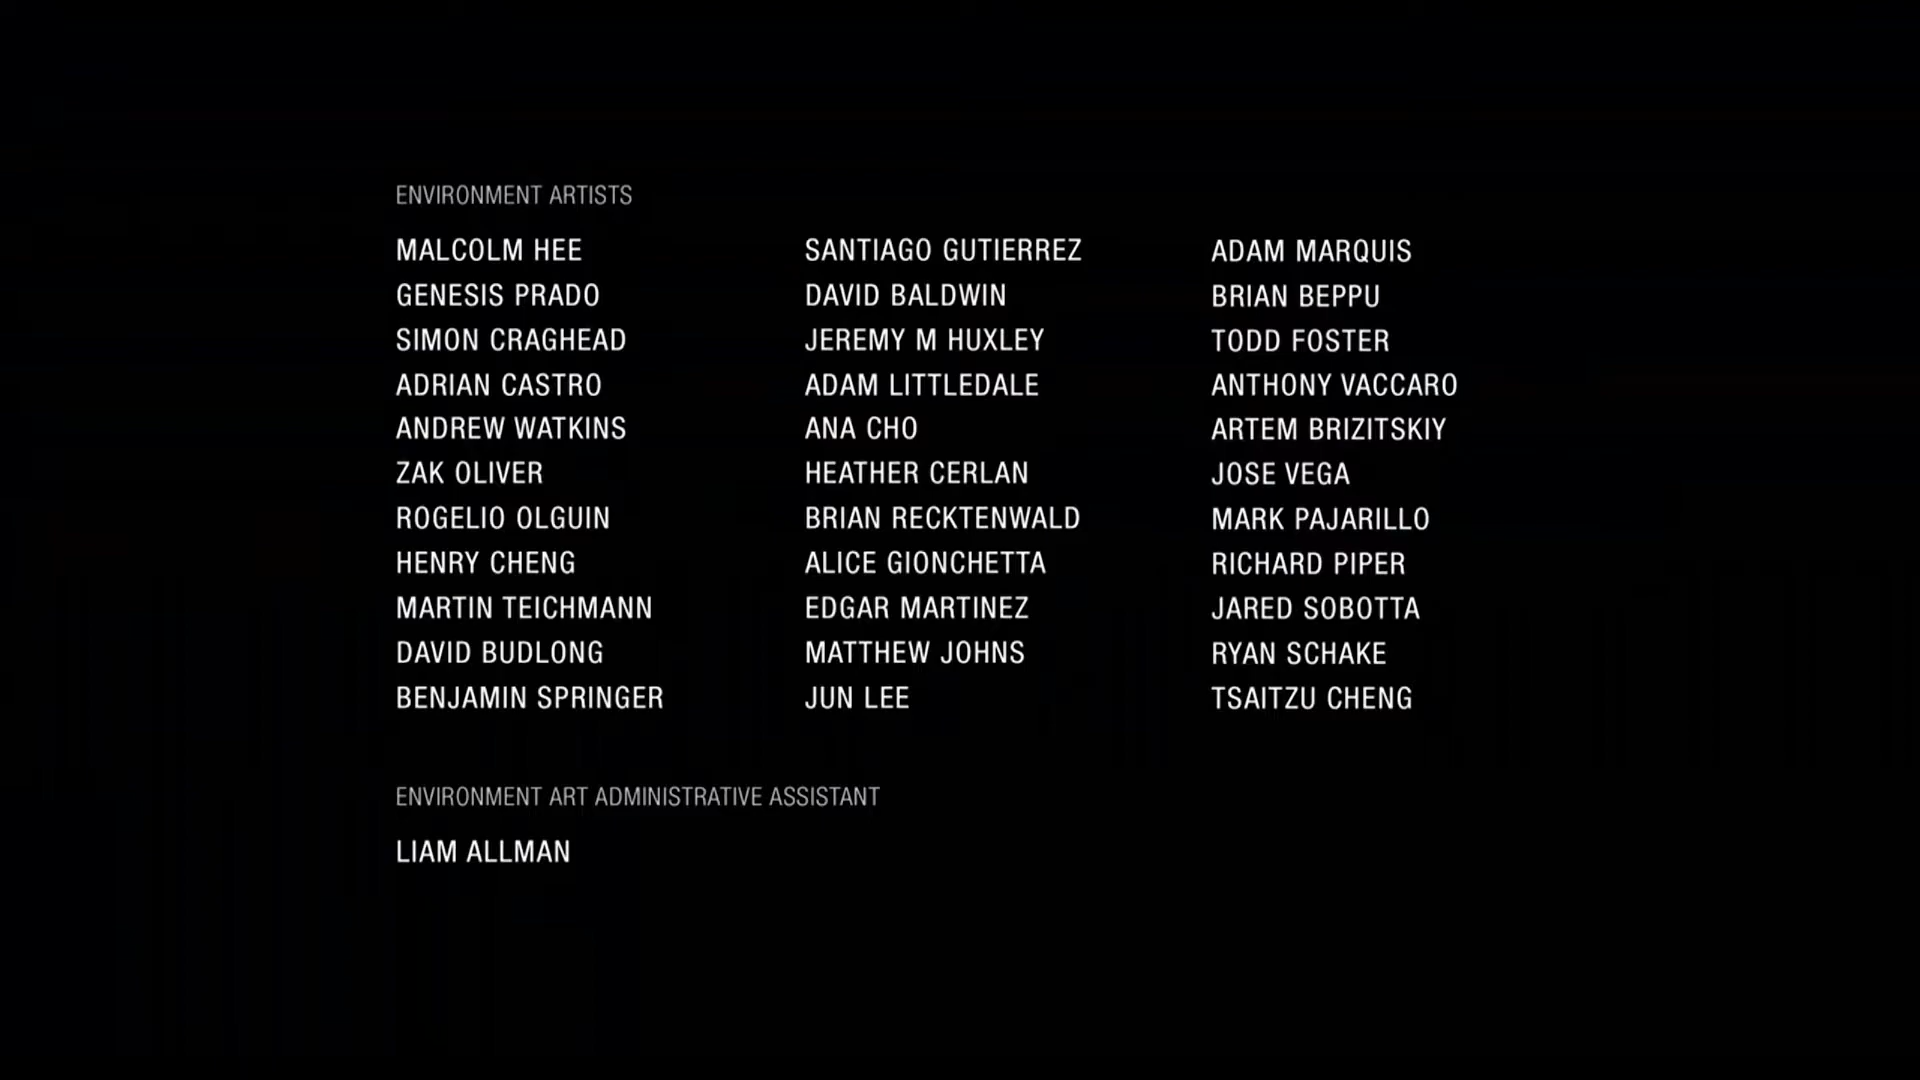 ENVIRONMENT ARTISTS
MALCOLM HEE SANTIAGO GUTIERREZ ADAM MARQUIS
GENESIS PRADO DAVID BALDWIN BRIAN BEPPU
SIMON CRAGHEAD JEREMY M HUXLEY TODD FOSTER
ADRIAN CASTRO ADAM LITTLEDALE ANTHONY VACCARO
ANDREW WATKINS ANA CHO ARTEM BRIZITSKIY
ZAK OLIVER HEATHER CERLAN JOSE VEGA
ROGELIO OLGUIN BRIAN RECKTENWALD MARK PAJARILLO
HENRY CHENG ALICE GIONCHETTA RICHARD PIPER
MARTIN TEICHMANN EDGAR MARTINEZ JARED SOBOTTA
DAVID BUDLONG MATTHEW JOHNS RYAN SCHAKE
BENJAMIN SPRINGER JUN LEE TSAITZU CHENG
ENVIRONMENT ART ADMINISTRATIVE ASSISTANT
LIAM ALLMAN